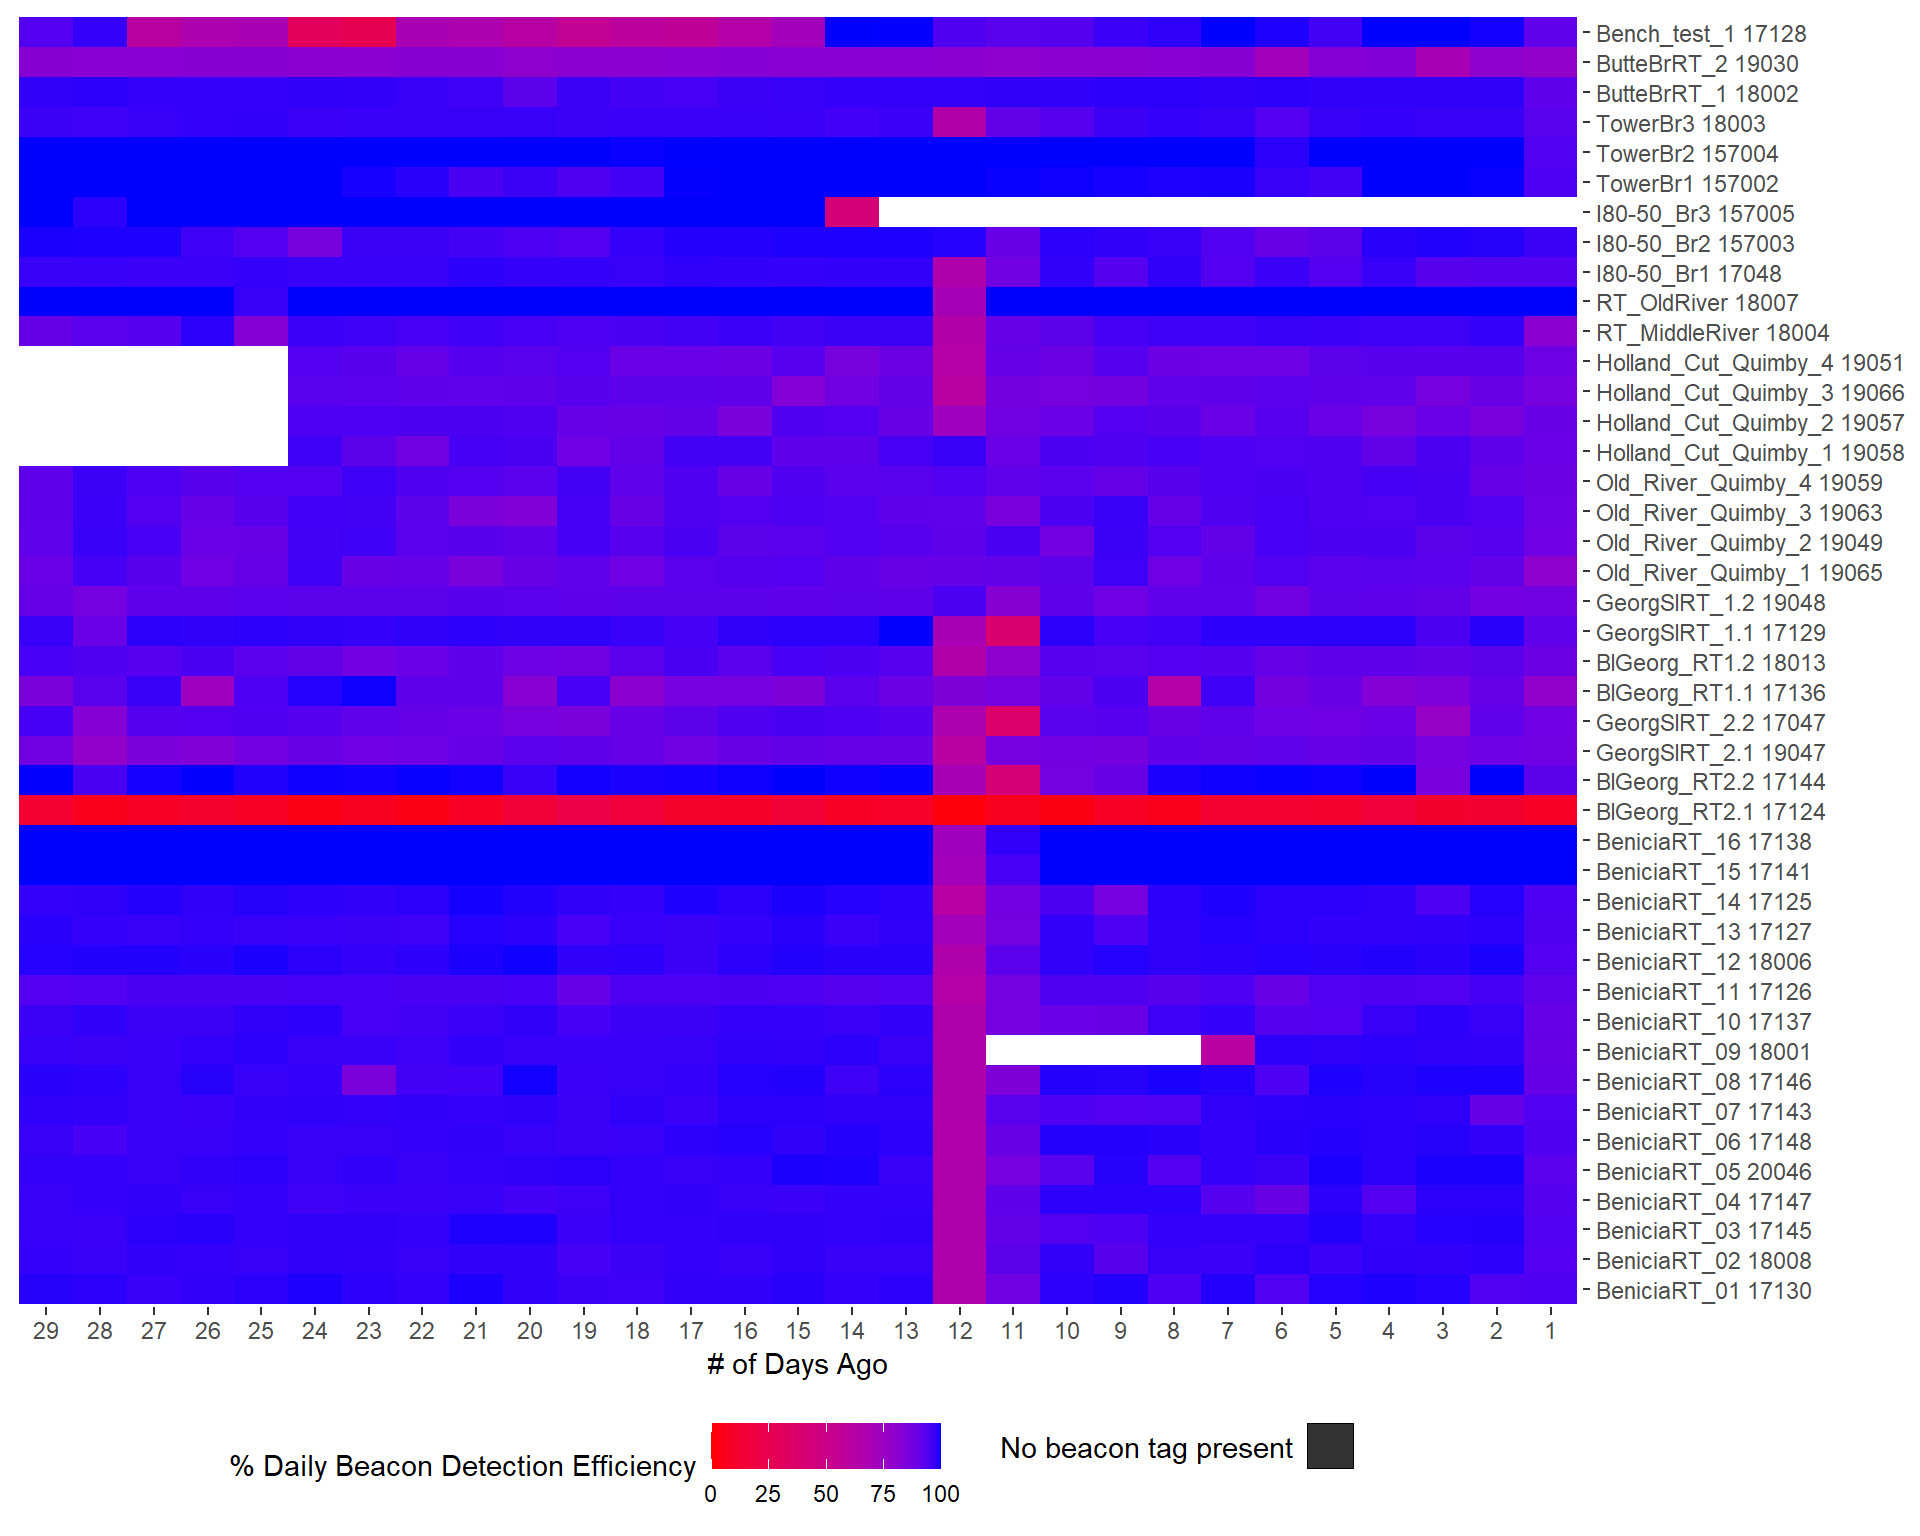 Bench_test_1 17128
ButteBrRT_2 19030
ButteBrRT_1 18002
TowerBr3 18003
TowerBr2 157004
TowerBr1 157002
I80-50_Br3 157005
I80-50_Br2 157003
I80-50_Br1 17048
RT_OldRiver 18007
RT_MiddleRiver 18004
Holland_Cut_Quimby_4 19051
Holland_Cut_Quimby_3 19066
Holland_Cut_Quimby_2 19057
Holland_Cut_Quimby_1 19058
Old_River_Quimby_4 19059
Old_River_Quimby_3 19063
Old_River_Quimby_2 19049
Old_River_Quimby_1 19065
GeorgSlRT_1.2 19048
GeorgSlRT_1.1 17129
BlGeorg_RT1.2 18013
BlGeorg_RT1.1 17136
GeorgSlRT_2.2 17047
GeorgSlRT_2.1 19047
BlGeorg_RT2.2 17144
BlGeorg_RT2.1 17124
BeniciaRT_16 17138
BeniciaRT_15 17141
BeniciaRT_14 17125
BeniciaRT_13 17127
BeniciaRT_12 18006
BeniciaRT_11 17126
BeniciaRT_10 17137
BeniciaRT_09 18001
BeniciaRT_08 17146
BeniciaRT_07 17143
BeniciaRT_06 17148
BeniciaRT_05 20046
BeniciaRT_04 17147
BeniciaRT_03 17145
BeniciaRT_02 18008
BeniciaRT_01 17130
29 28 27 26 25 24 23 22 21 20 19 18 17 16 15 14 13 12 11 10 9 8 7 6 5 4 3 2 1
# of Days Ago
% Daily Beacon Detection Efficiency
0 25 50 75 100
No beacon tag present